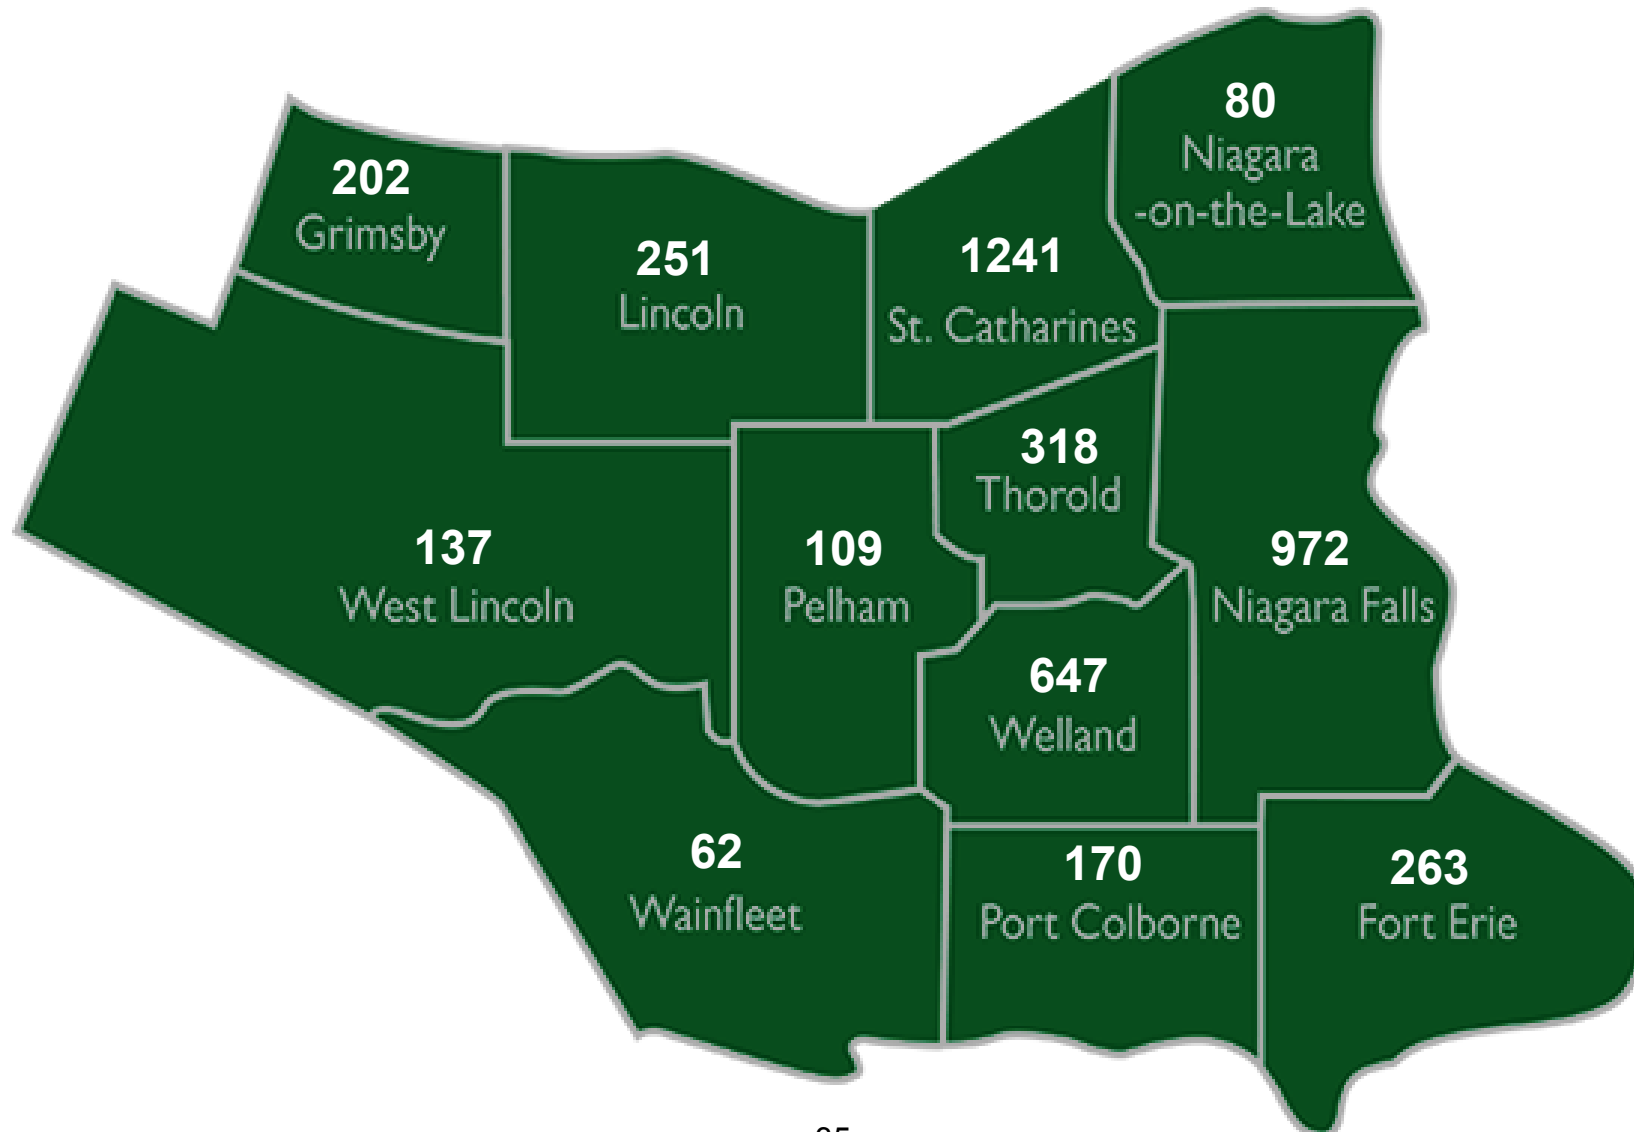 80
Niagara
-on-the-Lake
202
Grimsby
251
Lincoln
1241
St. Catharines
318
Thorold
137
West Lincoln
109
Pelham
972
Niagara Falls
647
Welland
62
Wainfleet
170
Port Colborne
263
Fort Erie